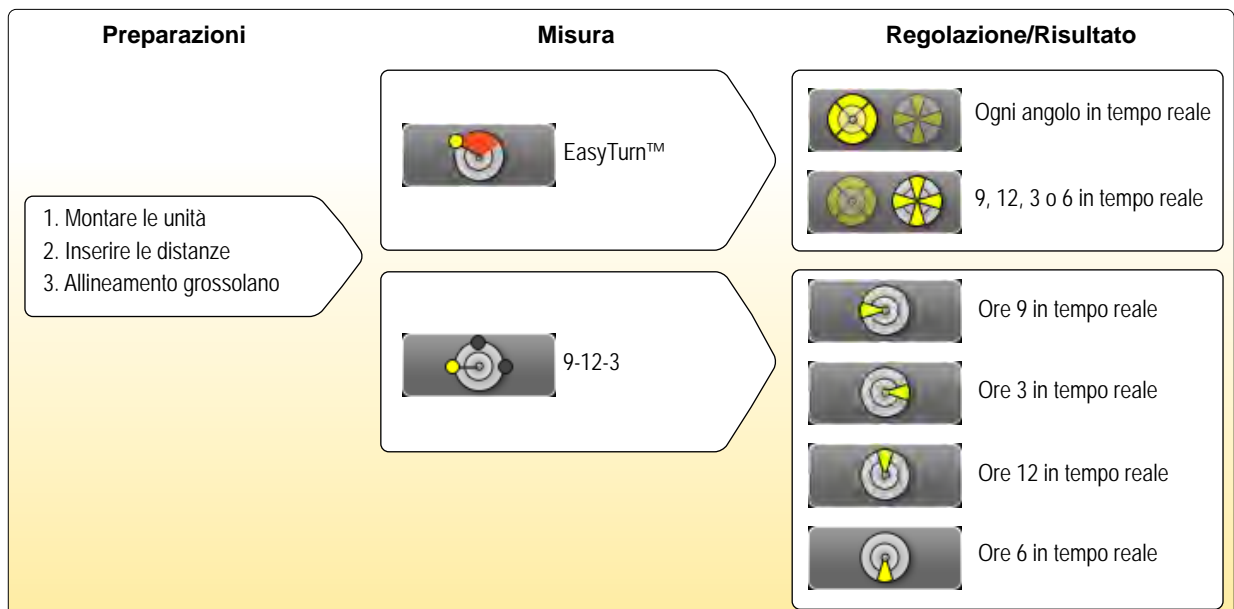 Preparazioni
Misura
Regolazione/Risultato
1. Montare le unità
2. Inserire le distanze
3. Allineamento grossolano
EasyTurn™
9-12-3
Ogni angolo in tempo reale
9, 12, 3 o 6 in tempo reale
Ore 9 in tempo reale
Ore 3 in tempo reale
Ore 12 in tempo reale
Ore 6 in tempo reale